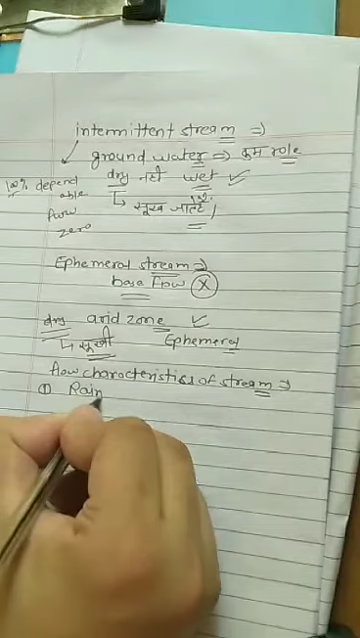 intermittent stream =>
ground water => कम role
dry नही wet ✓
100% depend
able
↳ सूख जाते है।
flow
zero
Ephemeral stream =>
base flow (X)
dry arid zone ✓
↳ सूखी Ephemeral
flow characteristics of stream =>
① Rain